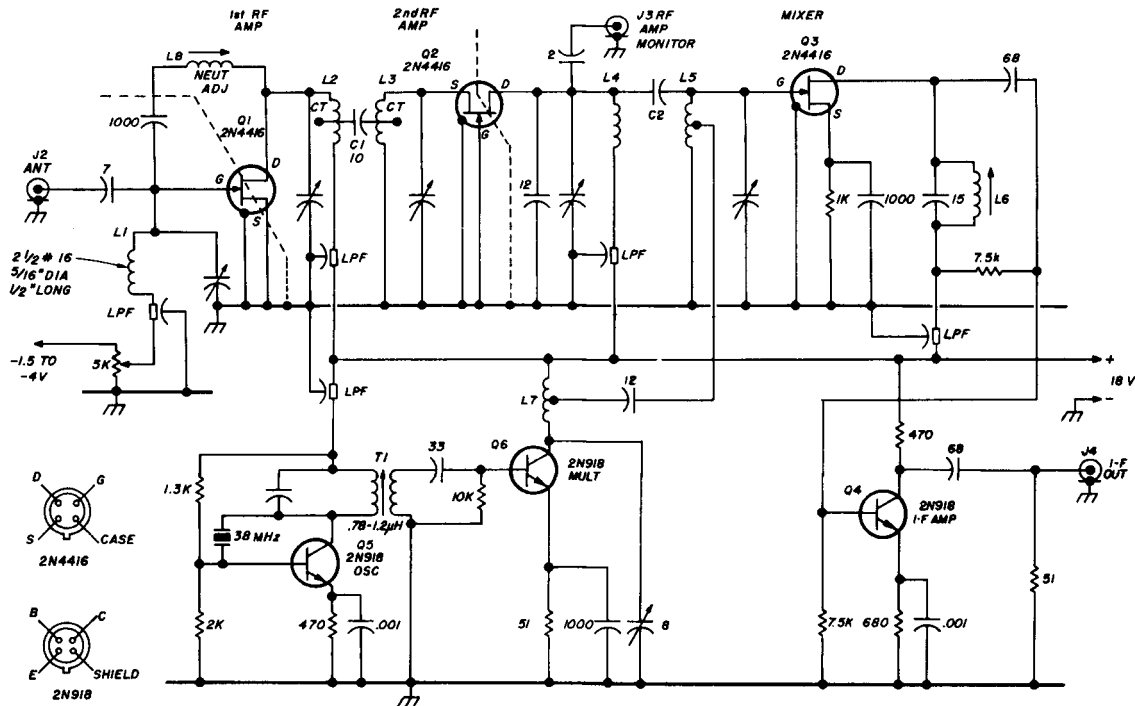 1st RF
AMP
2nd RF
AMP
J3 RF
AMP
MONITOR
MIXER
L8
NEUT
ADJ
1000
Q1
2N4416
D
G
S
J2
ANT
7
L1
2 1/2 # 16
5/16" DIA
1/2" LONG
LPF
-1.5 TO
-4V
5K
L2
CT
L3
CT
C1
10
LPF
Q2
2N4416
S
D
G
2
12
L4
LPF
C2
L5
Q3
2N4416
G
D
S
1K
1000
68
15
L6
7.5k
LPF
+
18 V
-
LPF
L7
12
1.3K
T1
.78-1.2μH
33
10K
Q6
2N918
MULT
38 MHz
Q5
2N918
OSC
2K
470
.001
51
1000
8
470
68
J4
I-F
OUT
Q4
2N918
I-F AMP
7.5K
680
.001
51
D
G
S
CASE
2N4416
B
C
E
SHIELD
2N918